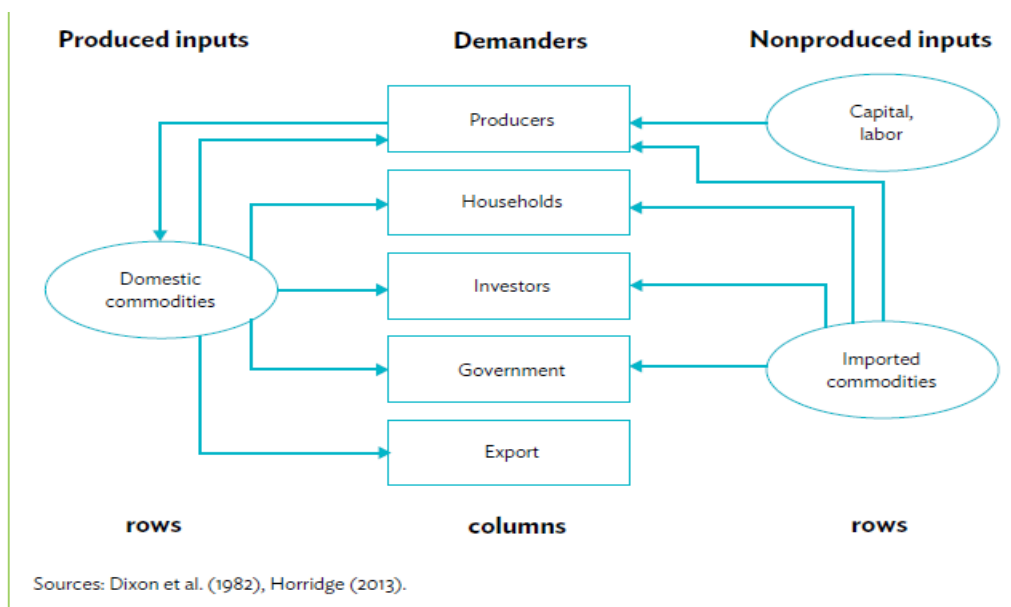 Produced inputs
Demanders
Nonproduced inputs
Producers
Capital,
labor
Households
Domestic
commodities
Investors
Imported
commodities
Government
Export
rows
columns
rows
Sources: Dixon et al. (1982), Horridge (2013).